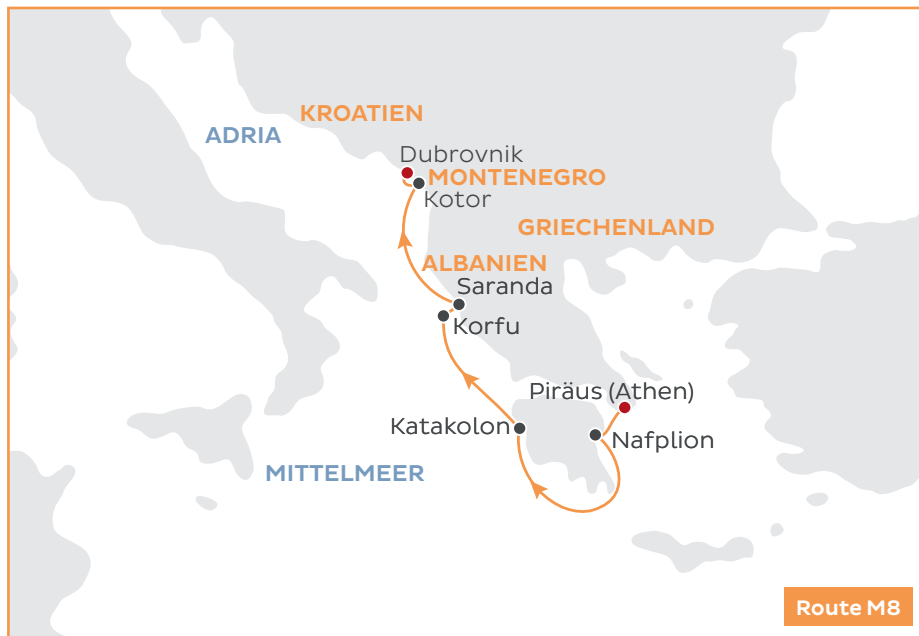 KROATIEN
ADRIA
Dubrovnik
MONTENEGRO
Kotor
GRIECHENLAND
ALBANIEN
Saranda
Korfu
Piräus (Athen)
Katakolon
Nafplion
MITTELMEER
Route M8